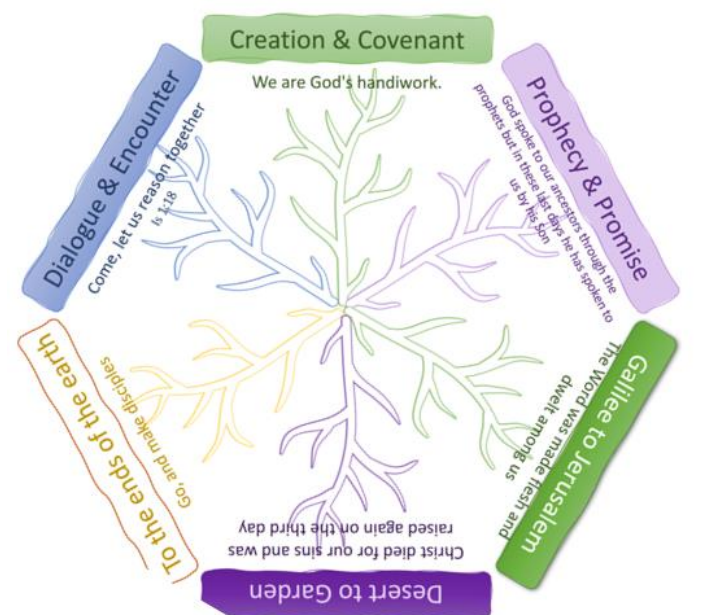 Creation & Covenant
We are God's handiwork.
Prophecy & Promise
God spoke to our ancestors through the
prophets but in these last days he has spoken to
us by his Son
Galilee to Jerusalem
The Word was made flesh and
dwelt among us
Desert to Garden
Christ died for our sins and was
raised again on the third day
To the ends of the earth
Go, and make disciples
Dialogue & Encounter
Come, let us reason together
Is 1:18